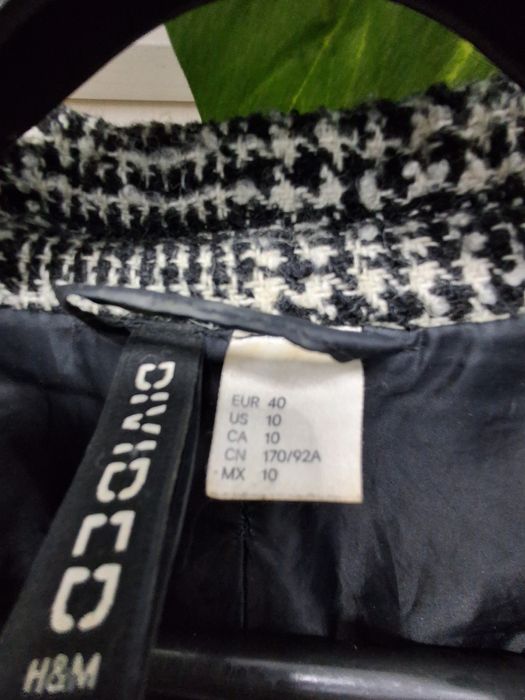 DIVIDED
H&M
EUR 40
US 10
CA 10
CN 170/92A
MX 10